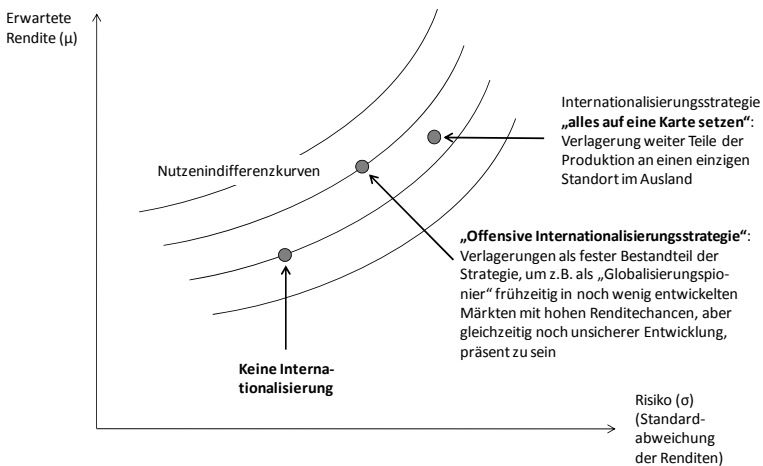 Erwartete
Rendite (μ)
Internationalisierungsstrategie
„alles auf eine Karte setzen“:
Verlagerung weiter Teile der
Produktion an einen einzigen
Standort im Ausland
Nutzenindifferenzkurven
„Offensive Internationalisierungsstrategie“:
Verlagerungen als fester Bestandteil der
Strategie, um z.B. als „Globalisierungspio-
nier“ frühzeitig in noch wenig entwickelten
Märkten mit hohen Renditechancen, aber
gleichzeitig noch unsicherer Entwicklung,
präsent zu sein
Keine Interna-
tionalisierung
Risiko (σ)
(Standard-
abweichung
der Renditen)